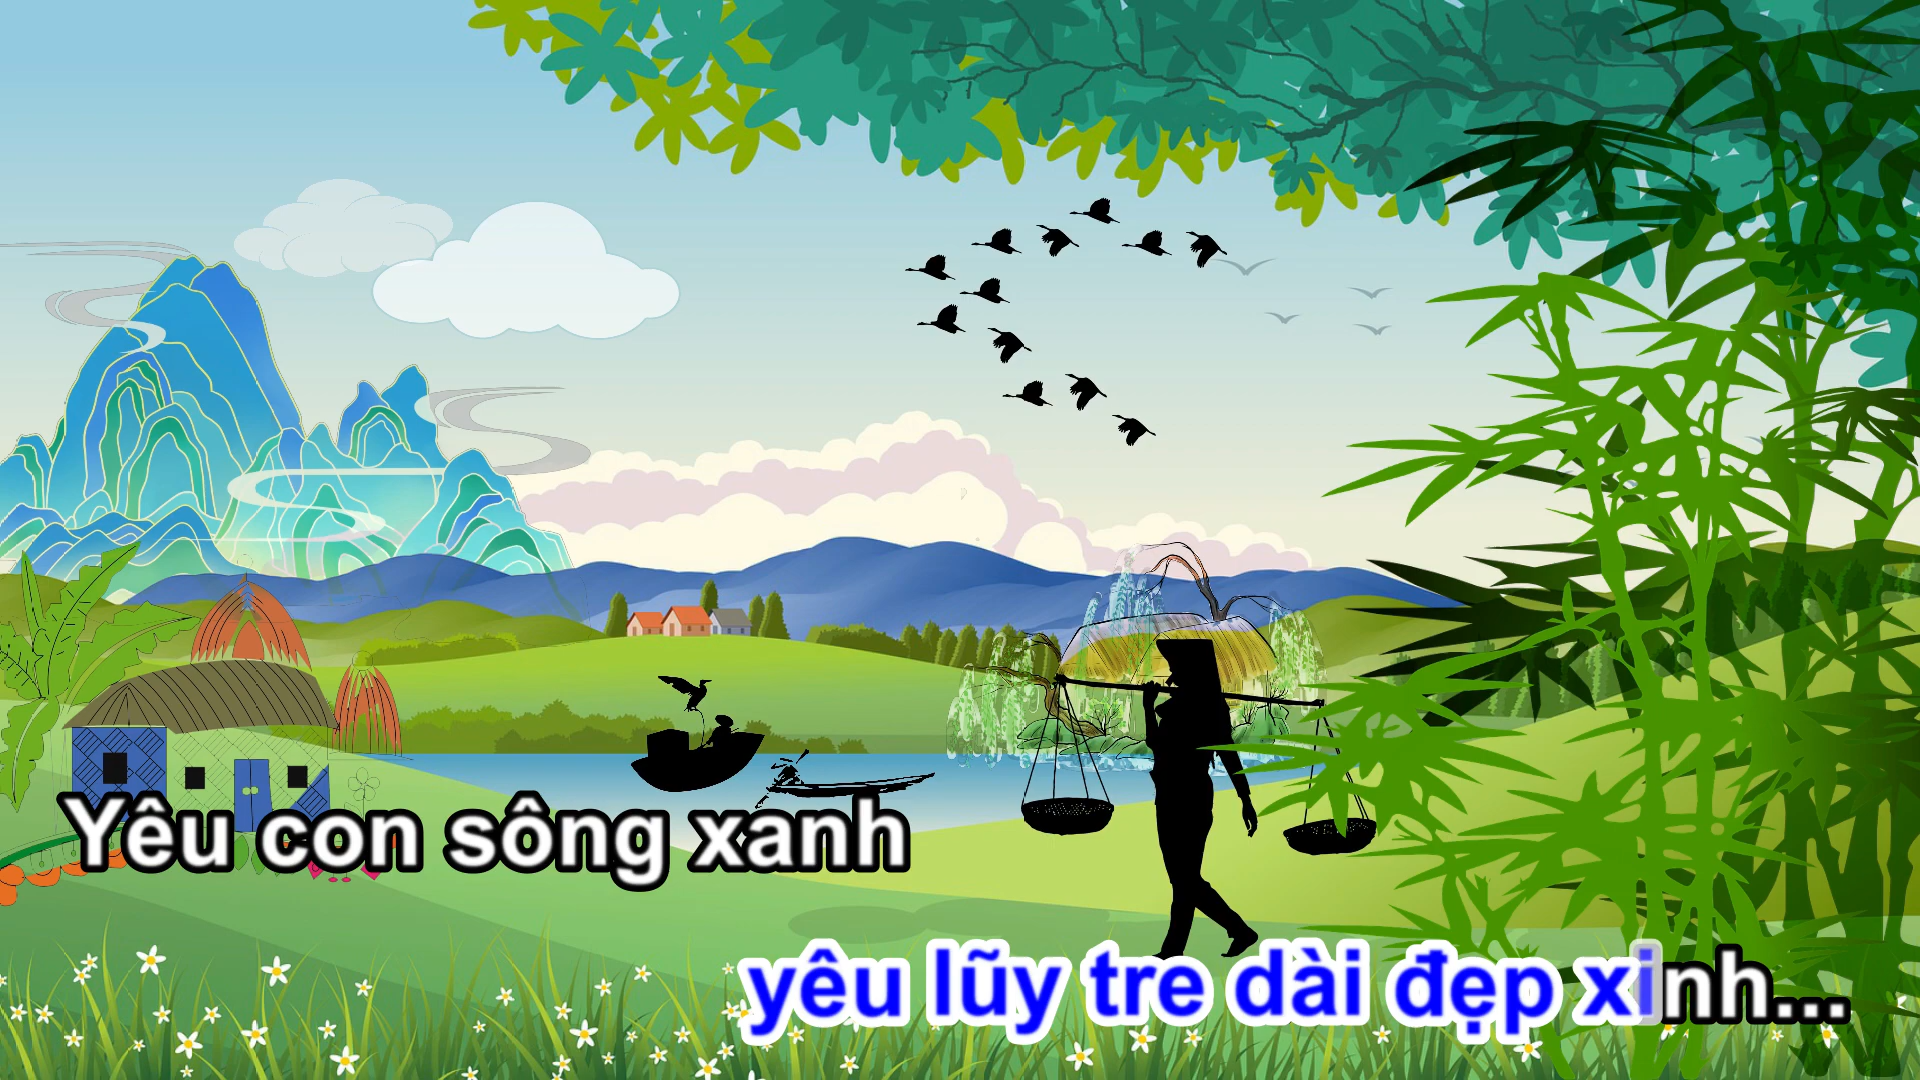 Yêu con sông xanh
yêu lũy tre dài đẹp xinh...